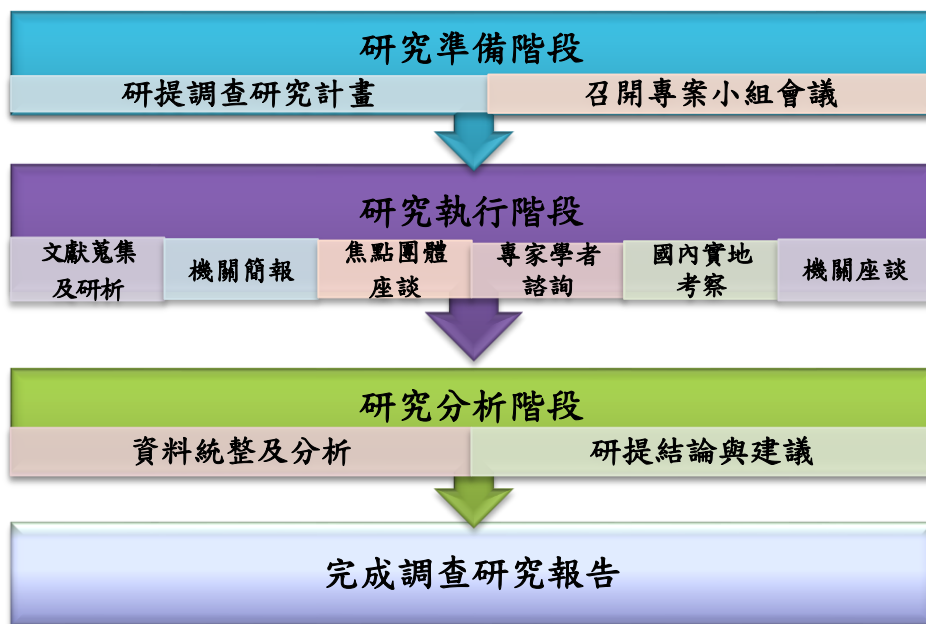 研究準備階段
研提調查研究計畫
召開專案小組會議
研究執行階段
文獻蒐集
及研析
機關簡報
焦點團體
座談
專家學者
諮詢
國內實地
考察
機關座談
研究分析階段
資料統整及分析
研提結論與建議
完成調查研究報告